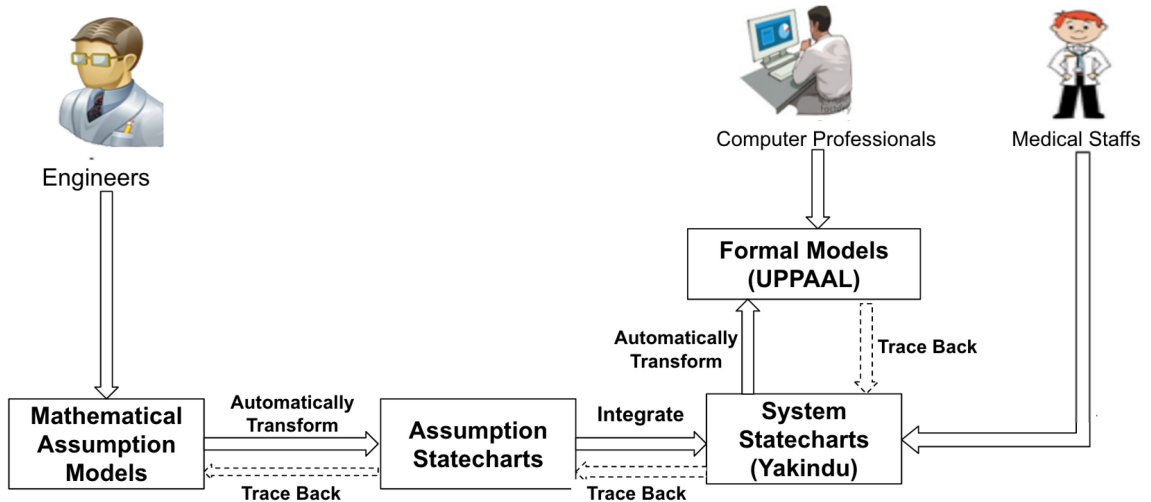 Computer Professionals
Medical Staffs
Engineers
Formal Models
(UPPAAL)
Automatically
Transform
Trace Back
Mathematical
Assumption
Models
Automatically
Transform
Trace Back
Assumption
Statecharts
Integrate
Trace Back
System
Statecharts
(Yakindu)